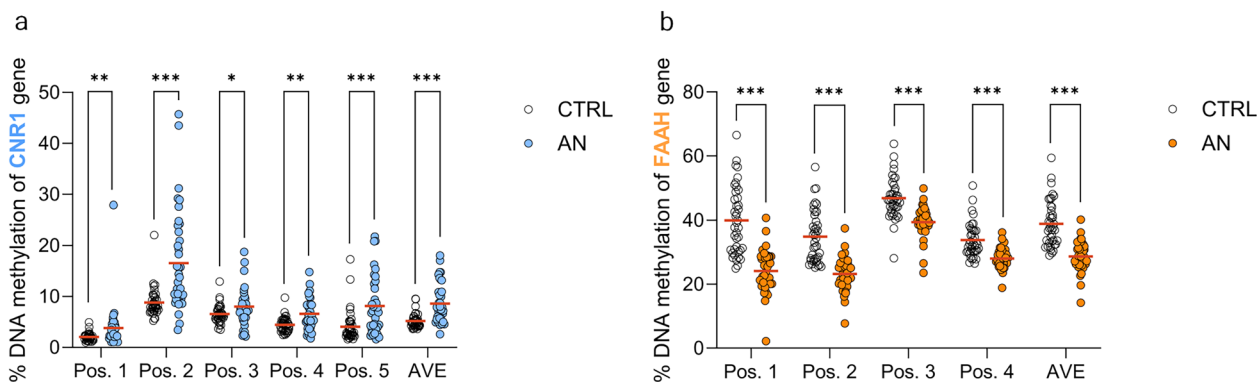 a
% DNA methylation of CNR1 gene
50
40
30
20
10
0
** *** * ** *** ***
Pos. 1 Pos. 2 Pos. 3 Pos. 4 Pos. 5 AVE
CTRL
AN
b
% DNA methylation of FAAH gene
80
60
40
20
0
*** *** *** *** ***
Pos. 1 Pos. 2 Pos. 3 Pos. 4 AVE
CTRL
AN